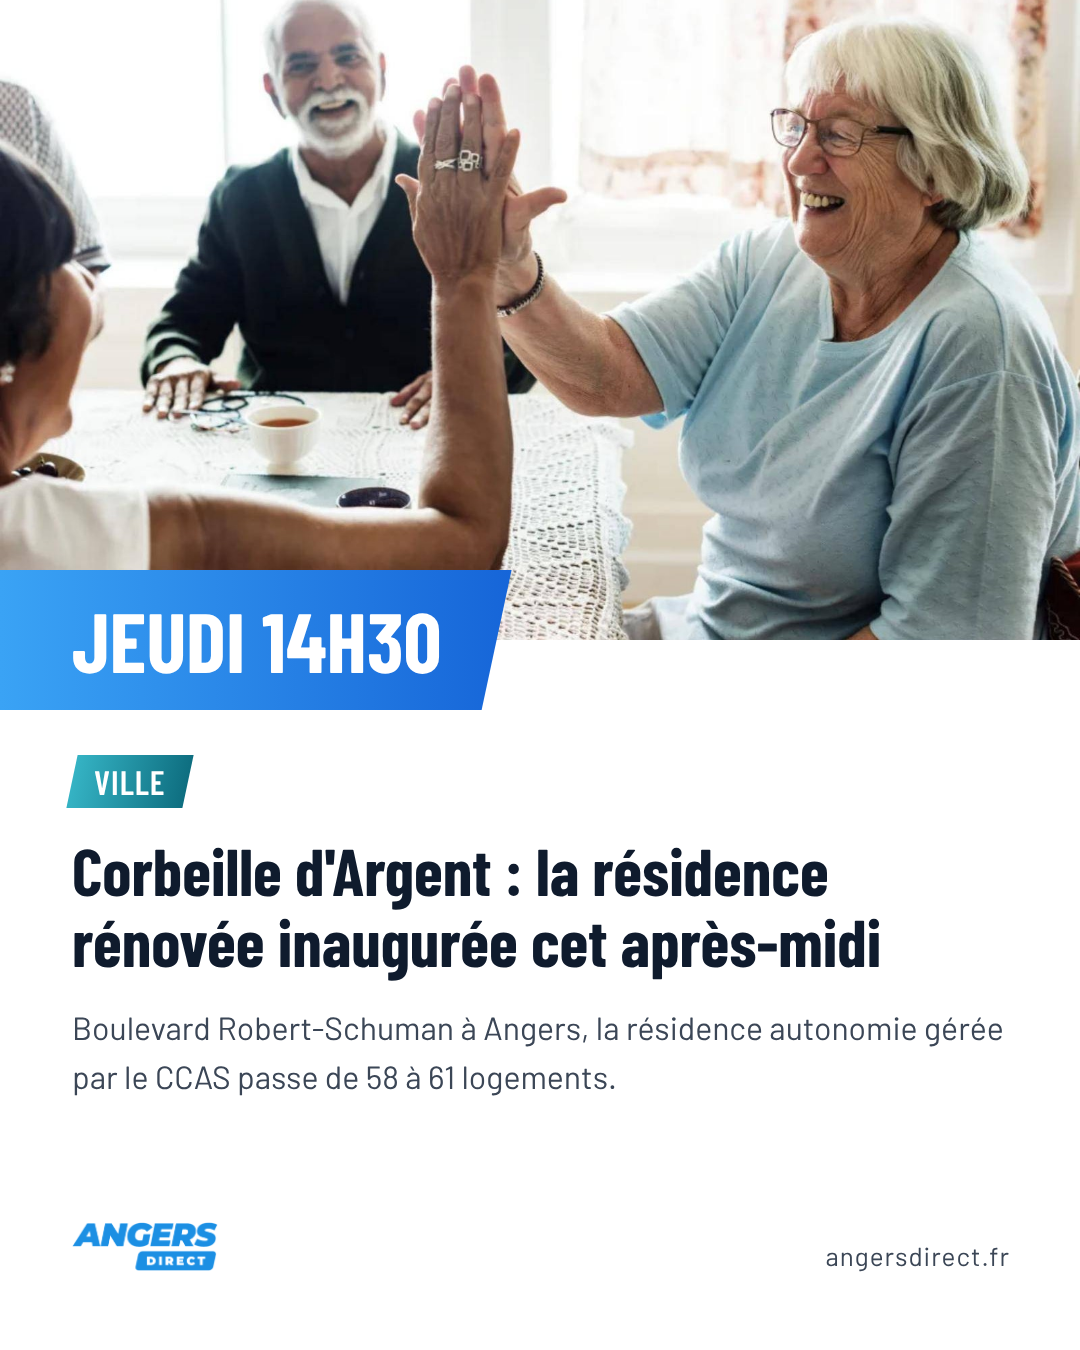 JEUDI 14H30
VILLE
Corbeille d'Argent : la résidence
rénovée inaugurée cet après-midi
Boulevard Robert-Schuman à Angers, la résidence autonomie gérée
par le CCAS passe de 58 à 61 logements.
ANGERS
DIRECT
angersdirect.fr